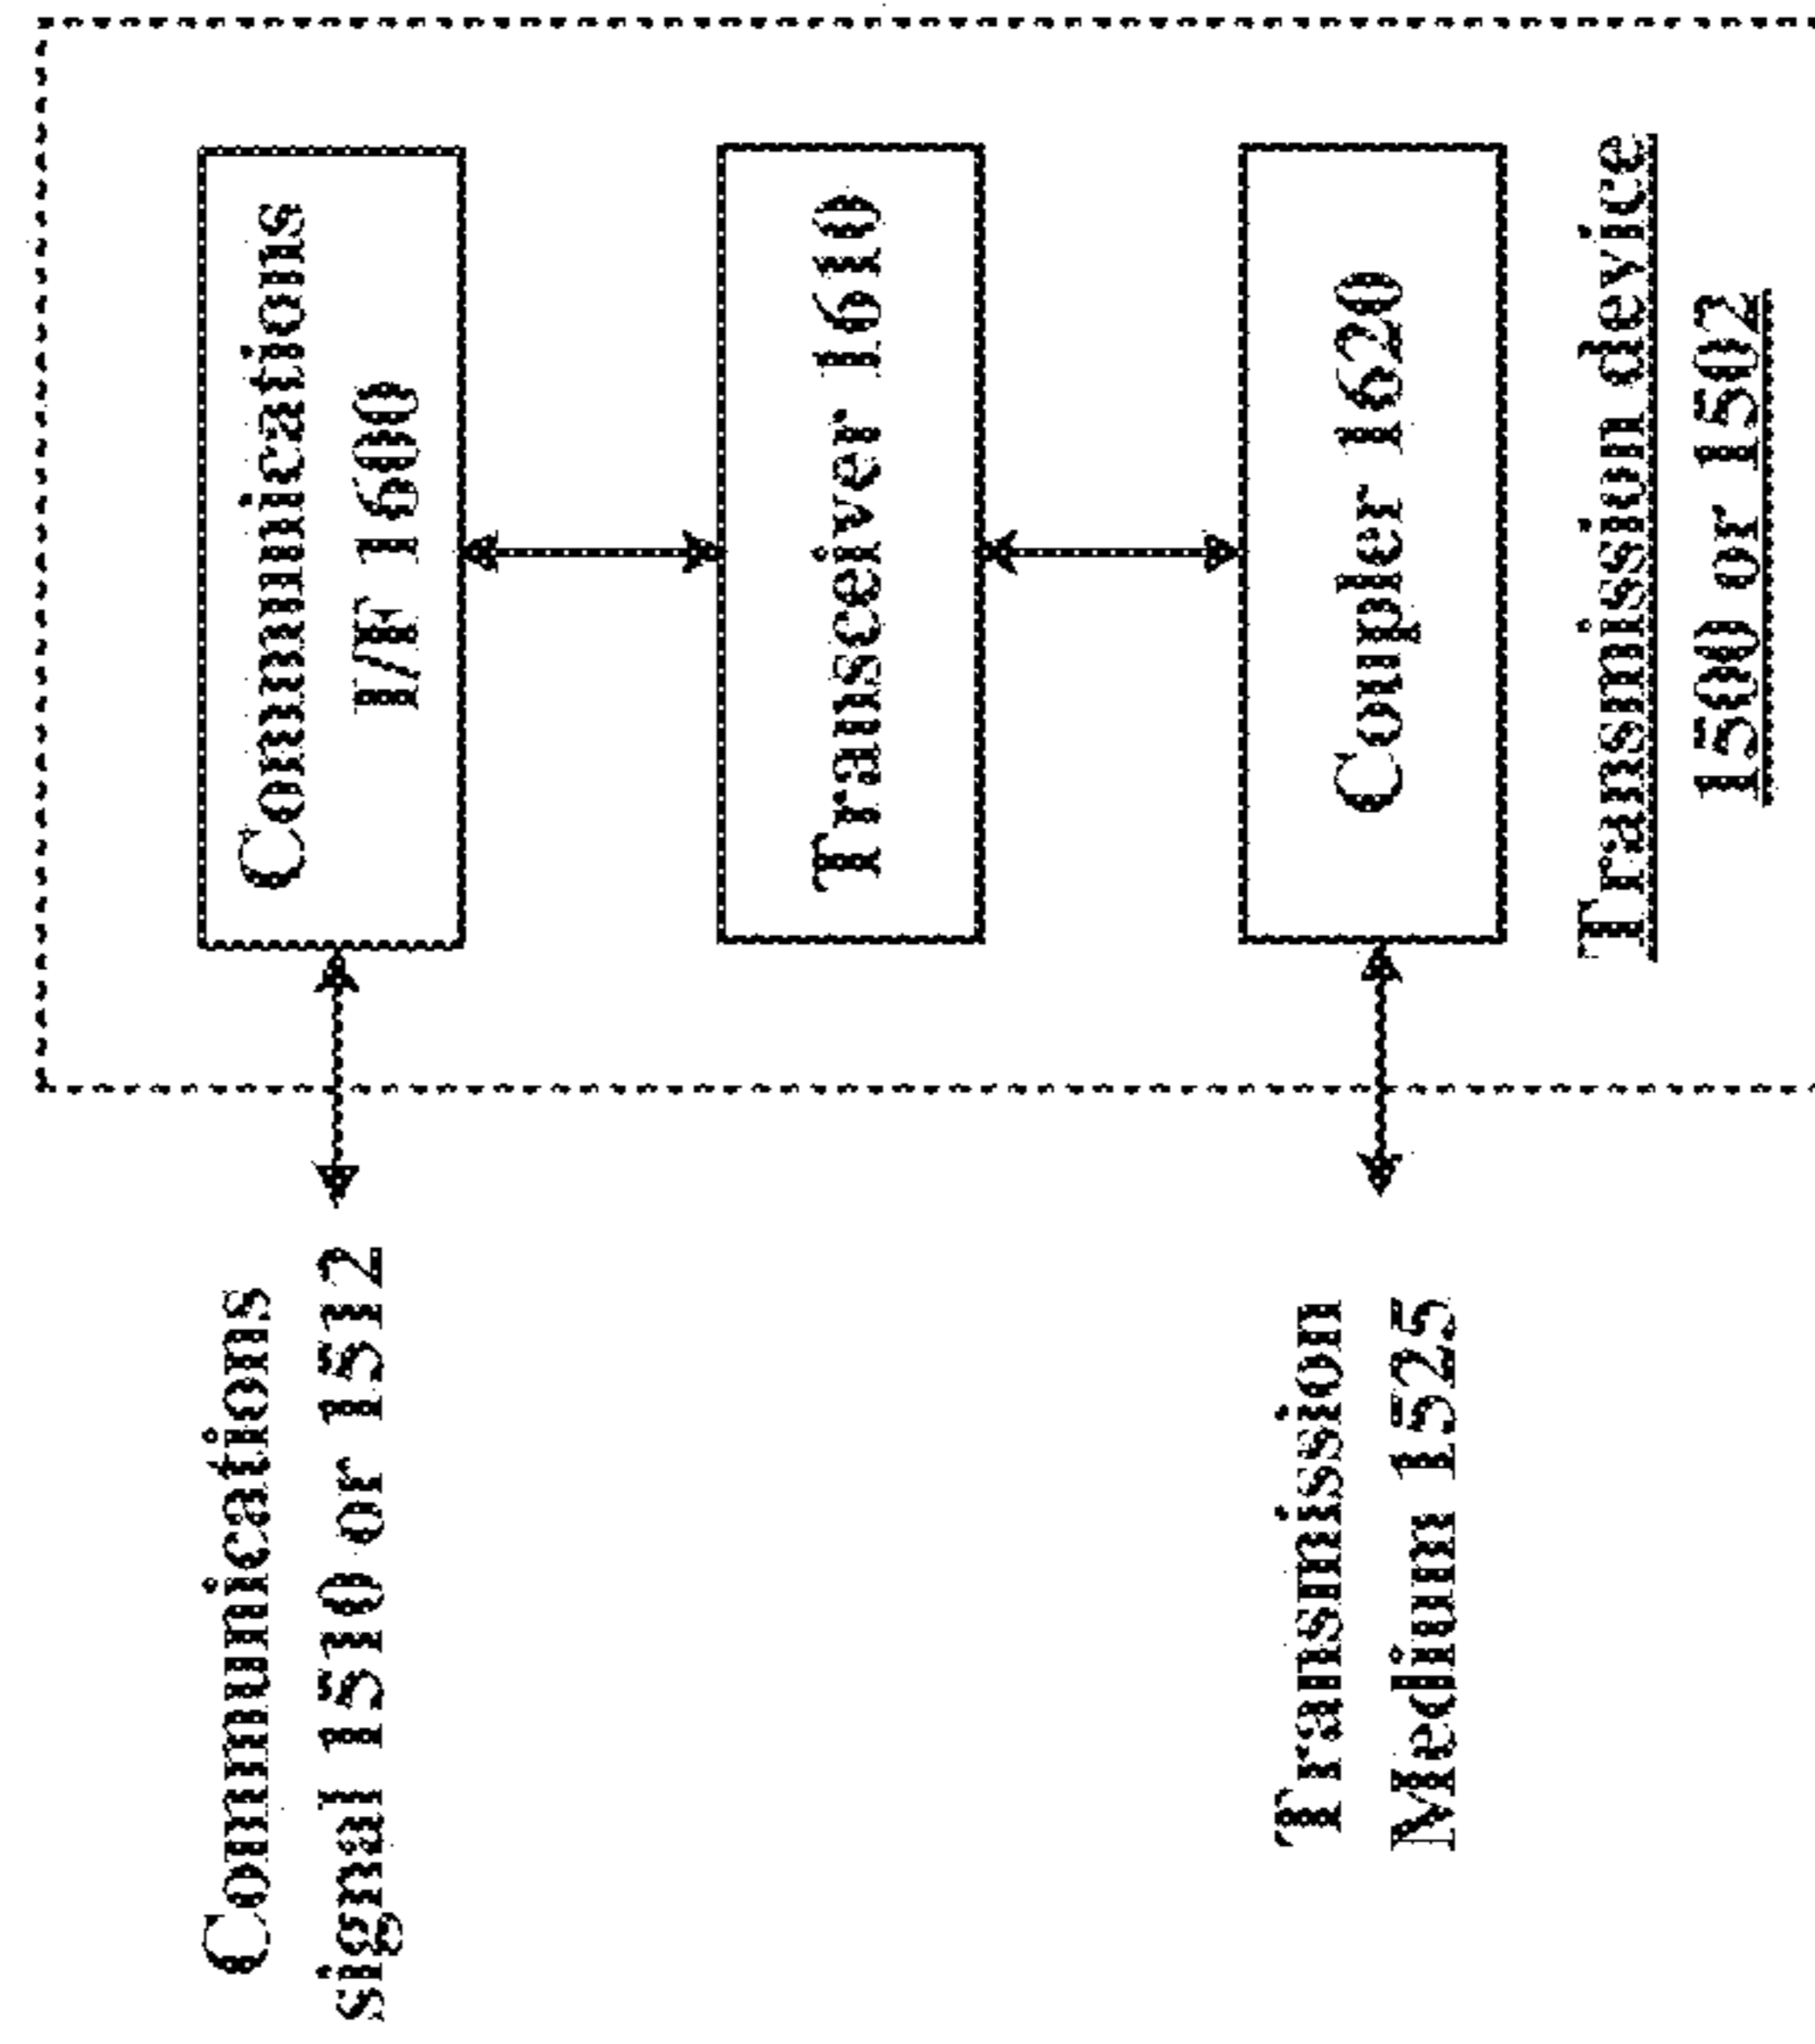 Communications
signal 1510 or 1512
Communications
I/F 1600
Transceiver 1610
Transmission
Medium 1525
Coupler 1620
Transmission device
1500 or 1502